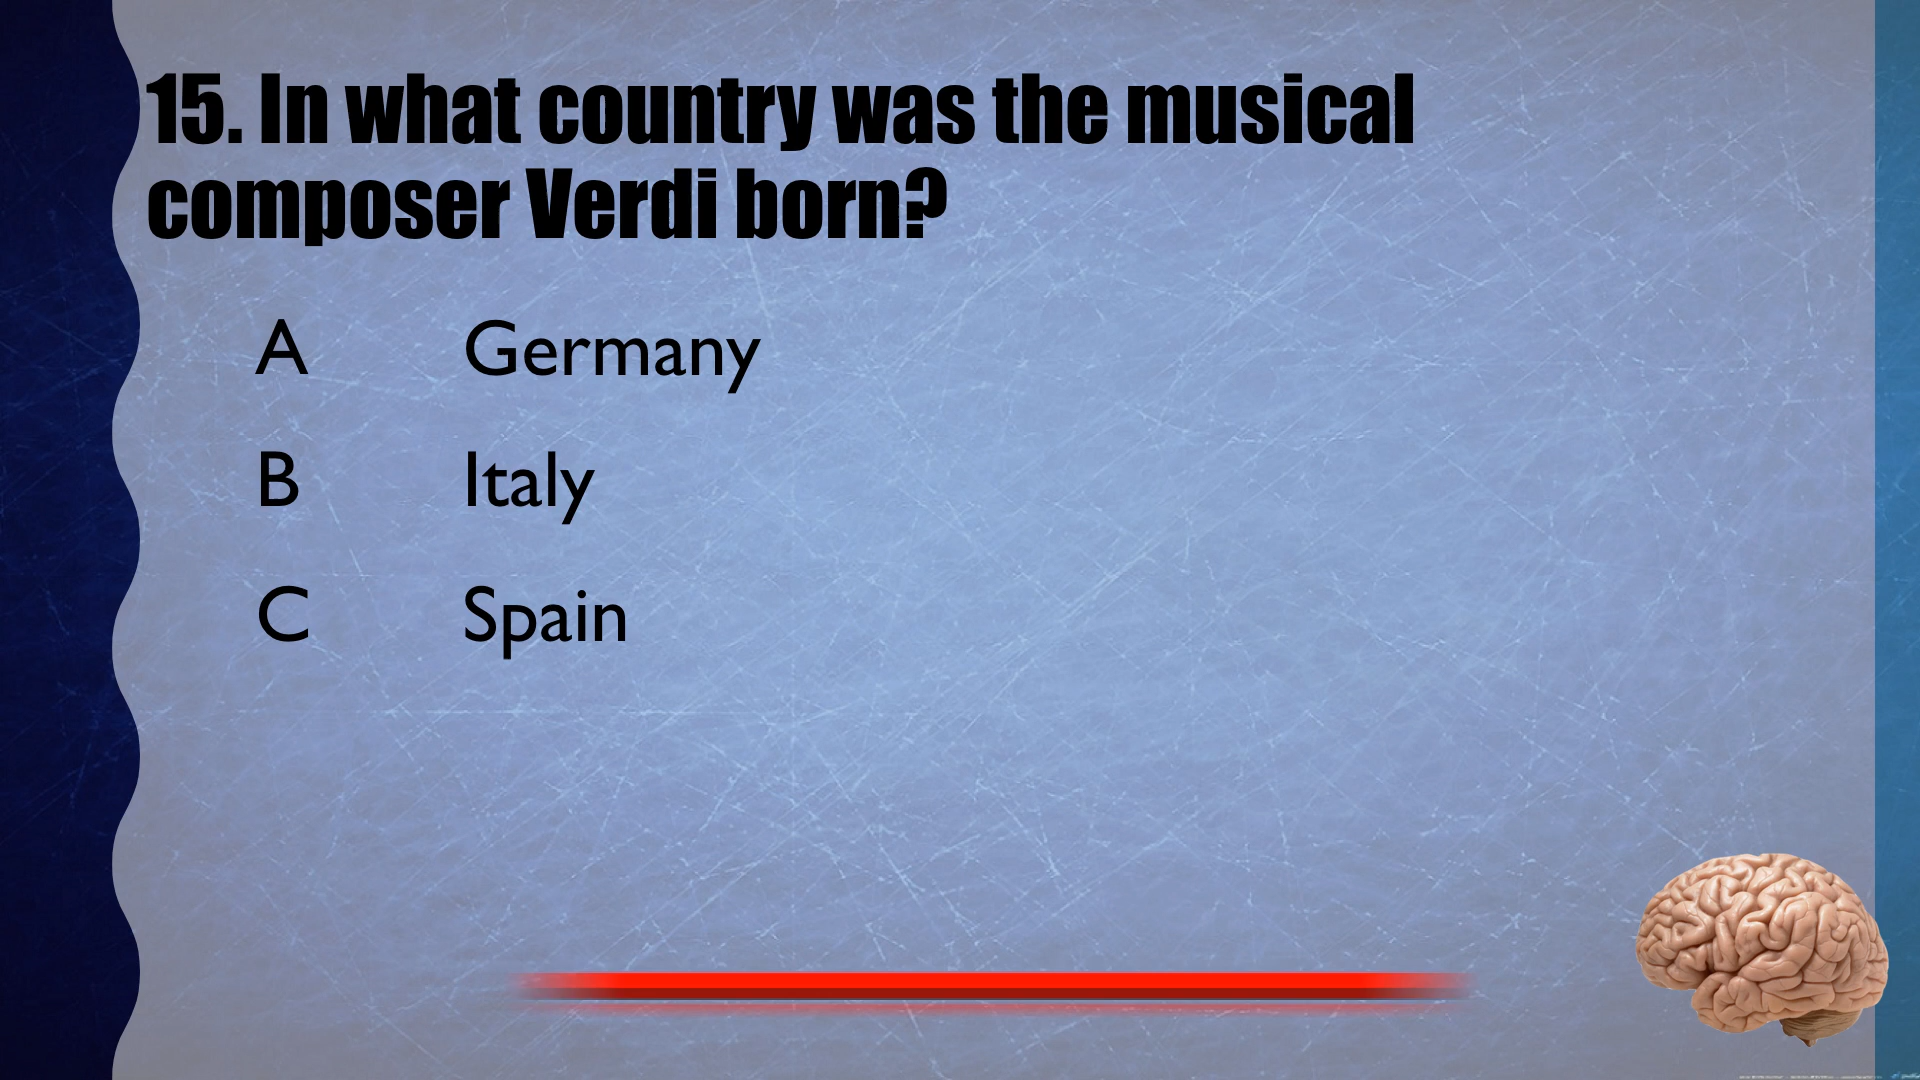 15. In what country was the musical
composer Verdi born?
A Germany
B Italy
C Spain